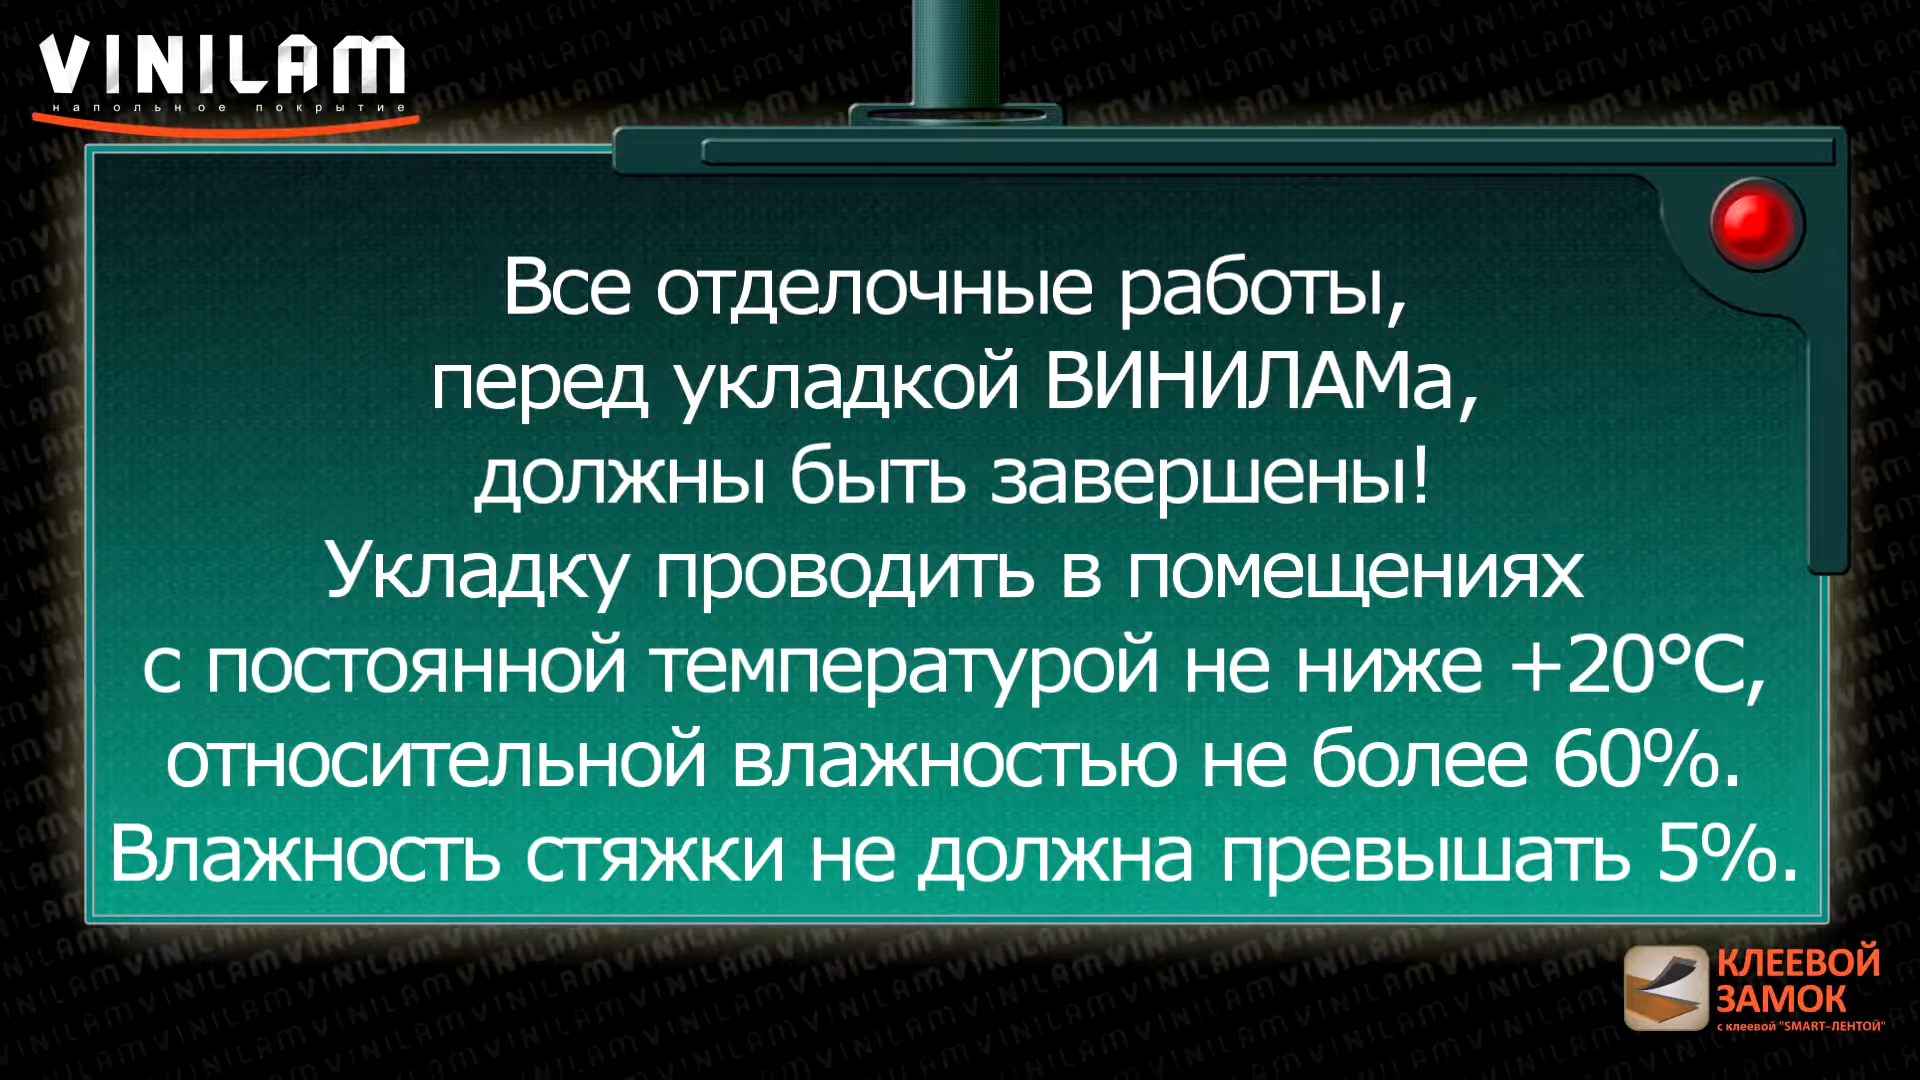 VINILAM
напольное покрытие
Все отделочные работы,
перед укладкой ВИНИЛАМа,
должны быть завершены!
Укладку проводить в помещениях
с постоянной температурой не ниже +20°C,
относительной влажностью не более 60%.
Влажность стяжки не должна превышать 5%.
КЛЕЕВОЙ
ЗАМОК
с клеевой "SMART-ЛЕНТОЙ"